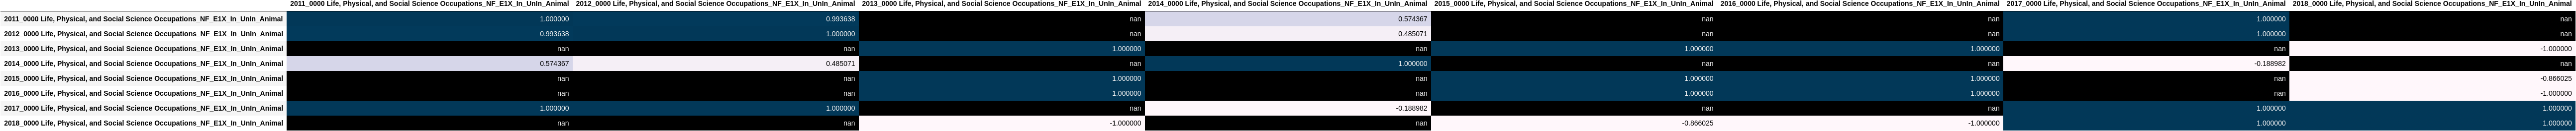 2011_0000 Life, Physical, and Social Science Occupations_NF_E1X_In_UnIn_Animal 2012_0000 Life, Physical, and Social Science Occupations_NF_E1X_In_UnIn_Animal 2013_0000 Life, Physical, and Social Science Occupations_NF_E1X_In_UnIn_Animal 2014_0000 Life, Physical, and Social Science Occupations_NF_E1X_In_UnIn_Animal 2015_0000 Life, Physical, and Social Science Occupations_NF_E1X_In_UnIn_Animal 2016_0000 Life, Physical, and Social Science Occupations_NF_E1X_In_UnIn_Animal 2017_0000 Life, Physical, and Social Science Occupations_NF_E1X_In_UnIn_Animal 2018_0000 Life, Physical, and Social Science Occupations_NF_E1X_In_UnIn_Animal
2011_0000 Life, Physical, and Social Science Occupations_NF_E1X_In_UnIn_Animal 1.000000 0.993638 nan 0.574367 nan nan 1.000000 nan
2012_0000 Life, Physical, and Social Science Occupations_NF_E1X_In_UnIn_Animal 0.993638 1.000000 nan 0.485071 nan nan 1.000000 nan
2013_0000 Life, Physical, and Social Science Occupations_NF_E1X_In_UnIn_Animal nan nan 1.000000 nan 1.000000 1.000000 nan -1.000000
2014_0000 Life, Physical, and Social Science Occupations_NF_E1X_In_UnIn_Animal 0.574367 0.485071 nan 1.000000 nan nan -0.188982 nan
2015_0000 Life, Physical, and Social Science Occupations_NF_E1X_In_UnIn_Animal nan nan 1.000000 nan 1.000000 1.000000 nan -0.866025
2016_0000 Life, Physical, and Social Science Occupations_NF_E1X_In_UnIn_Animal nan nan 1.000000 nan 1.000000 1.000000 nan -1.000000
2017_0000 Life, Physical, and Social Science Occupations_NF_E1X_In_UnIn_Animal 1.000000 1.000000 nan -0.188982 nan nan 1.000000 1.000000
2018_0000 Life, Physical, and Social Science Occupations_NF_E1X_In_UnIn_Animal nan nan -1.000000 nan -0.866025 -1.000000 1.000000 1.000000